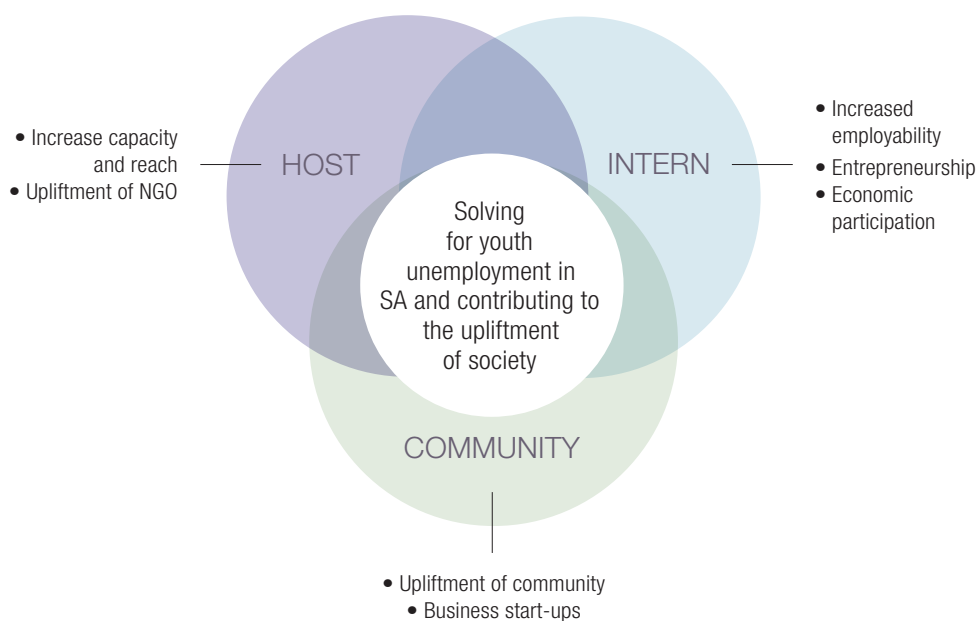 • Increase capacity
and reach
• Upliftment of NGO
HOST
INTERN
• Increased
employability
• Entrepreneurship
• Economic
participation
Solving
for youth
unemployment in
SA and contributing to
the upliftment
of society
COMMUNITY
• Upliftment of community
• Business start-ups